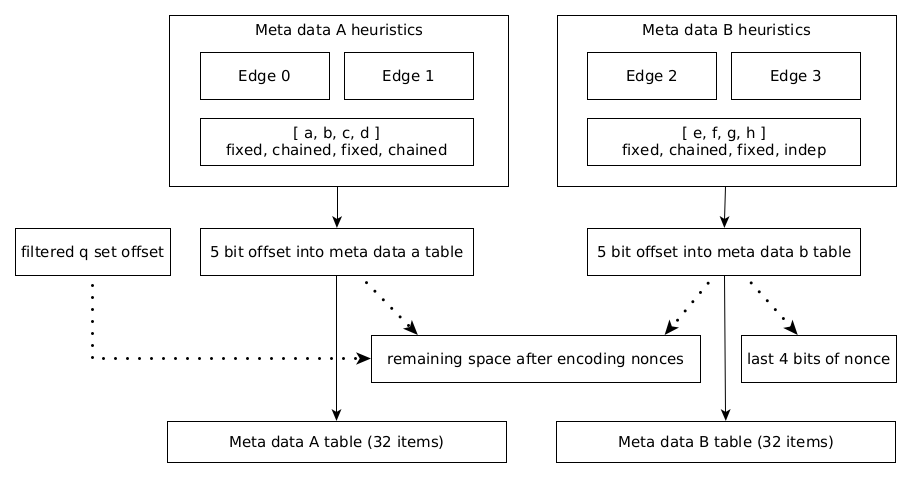 Meta data A heuristics
Edge 0
Edge 1
[ a, b, c, d ]
fixed, chained, fixed, chained
Meta data B heuristics
Edge 2
Edge 3
[ e, f, g, h ]
fixed, chained, fixed, indep
filtered q set offset
5 bit offset into meta data a table
5 bit offset into meta data b table
remaining space after encoding nonces
last 4 bits of nonce
Meta data A table (32 items)
Meta data B table (32 items)